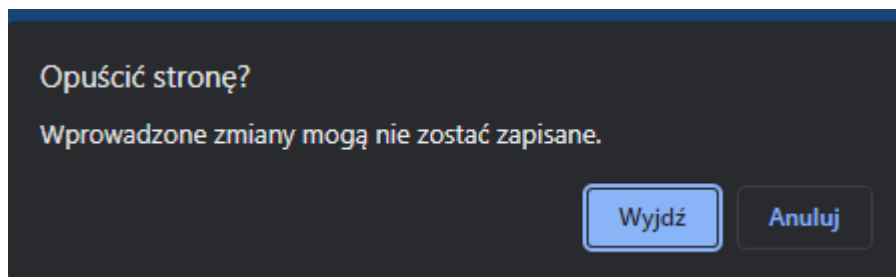 Opuścić stronę?
Wprowadzone zmiany mogą nie zostać zapisane.
Wyjdź Anuluj